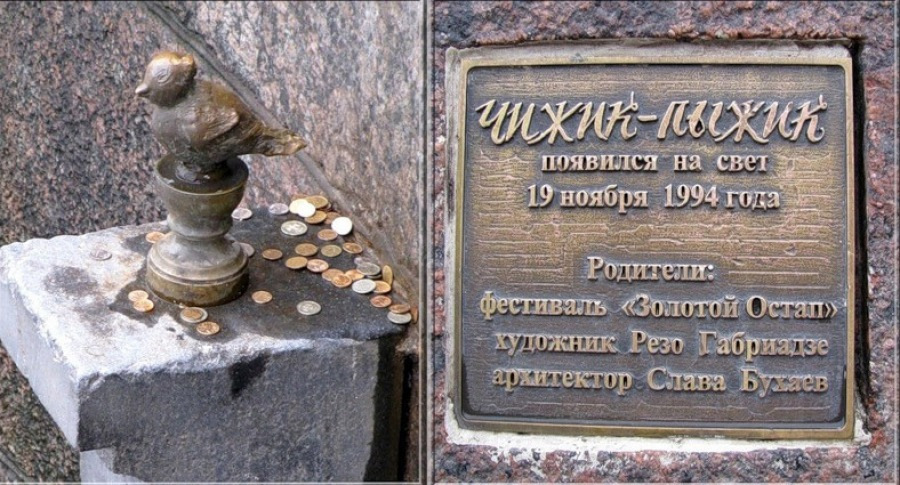 ЧИЖИК-ПЫЖИК
появился на свет
19 ноября 1994 года
Родители:
фестиваль «Золотой Остап»
художник Резо Габриадзе
архитектор Слава Бухаев